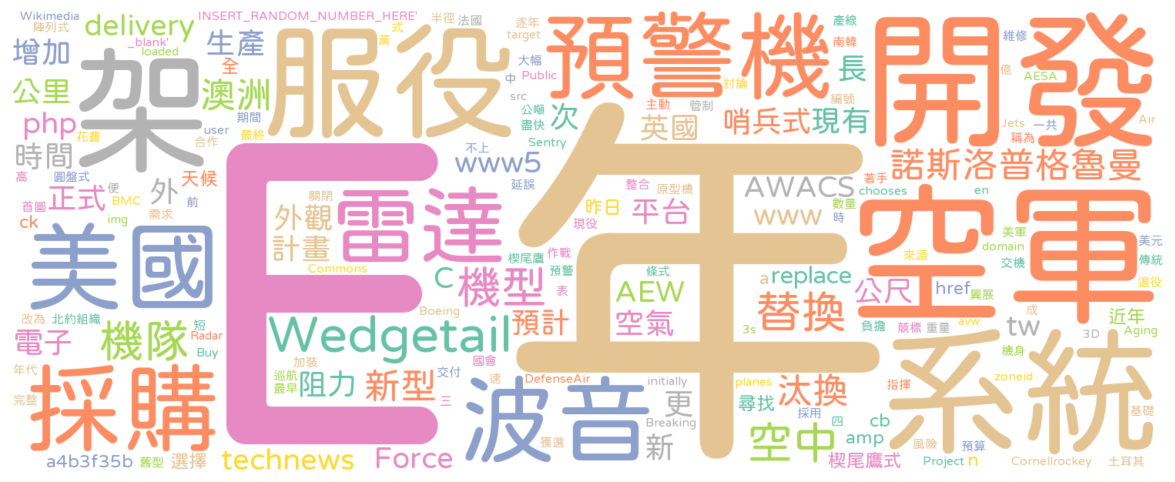 Wikimedia
陣列式
delivery
_blank'
loaded
INSERT_RANDOM_NUMBER_HERE'
半徑
法國
式
萬
逐年
target
增加
架
生產
全
服役
大幅
中
Public
src
預警機
產線
南韓
維修
億
開發
AESA
公里
澳洲
公噸
盡快
次
主動
管制
討論
長
編號
Jets
一共
稱為
Air
php
花費
期間
user
合作
最終
Sentry
英國
哨兵式
現有
諾斯洛普格魯曼
時間
高
圓盤式
便
BMC
外
天候
前
不上
www5
延誤
整合
原型機
AWACS
著手
chooses
en
首圖
正式
需求
img
ck
關閉
外觀
計畫
雷達
昨日
現役
平台
www
數量
時
空軍
美軍
domain
交機
美元
傳統
退役
美國
E
年
C
楔尾鷹
作戰
預警
條式
表
機型
AEW
a
replace
公尺
href
來源
翼展
Commons
Boeing
空氣
預計
替換
3s
負擔
競標
重量
avw
tw
成
近年
Aging
3D
改為
北約組織
電子
機隊
短
Radar
Buy
Wedgetail
加裝
國會
機身
系統
年代
完整
採購
巡航
最早
阻力
新型
交付
速
三
DefenseAir
initially
planes
汰換
指揮
zoneid
基礎
波音
獲選
更
Breaking
新
尋找
採用
四
cb
amp
空中
楔尾鷹式
風險
預算
Project
n
Cornellrockey
土耳其
a4b3f35b
舊型
選擇
technews
Force